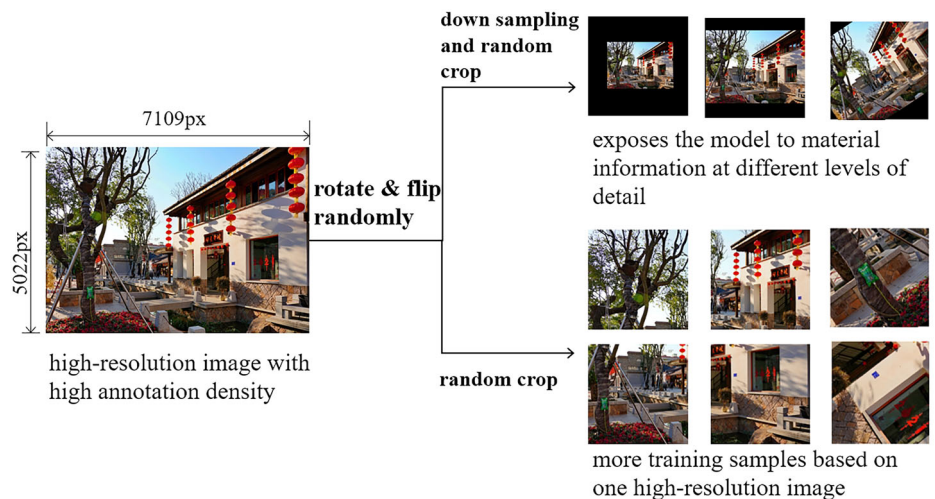 down sampling
and random
crop
7109px
5022px
rotate & flip
randomly
exposes the model to material
information at different levels of
detail
high-resolution image with
high annotation density
random crop
more training samples based on
one high-resolution image